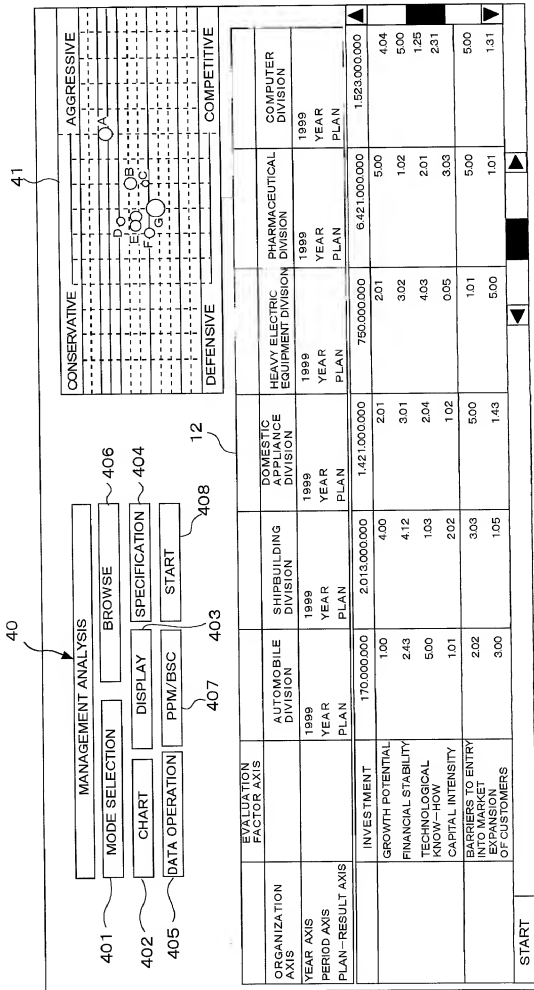 40
MANAGEMENT ANALYSIS
401 MODE SELECTION BROWSE 406
402 CHART DISPLAY SPECIFICATION 404
403
405 DATA OPERATION PPM/BSC START 408
407
41
CONSERVATIVE AGGRESSIVE
A
B
C
D
E
F
G
DEFENSIVE COMPETITIVE
12
EVALUATION
FACTOR AXIS
ORGANIZATION
AXIS
AUTOMOBILE
DIVISION
SHIPBUILDING
DIVISION
DOMESTIC
APPLIANCE
DIVISION
HEAVY ELECTRIC
EQUIPMENT DIVISION
PHARMACEUTICAL
DIVISION
COMPUTER
DIVISION
YEAR AXIS 1999 1999 1999 1999 1999 1999
PERIOD AXIS YEAR YEAR YEAR YEAR YEAR YEAR
PLAN-RESULT AXIS PLAN PLAN PLAN PLAN PLAN PLAN
INVESTMENT 170.000.000 2.013.000.000 1.421.000.000 750.000.000 6.421.000.000 1.523.000.000
GROWTH POTENTIAL 1.00 4.00 2.01 2.01 5.00 4.04
FINANCIAL STABILITY 2.43 4.12 3.01 3.02 1.02 5.00
TECHNOLOGICAL
KNOW-HOW 5.00 1.03 2.04 4.03 2.01 1.25
CAPITAL INTENSITY 1.01 2.02 1.02 0.05 3.03 2.31
BARRIERS TO ENTRY
INTO MARKET 2.02 3.03 5.00 1.01 5.00 5.00
EXPANSION
OF CUSTOMERS 3.00 1.05 1.43 5.00 1.01 1.31
START